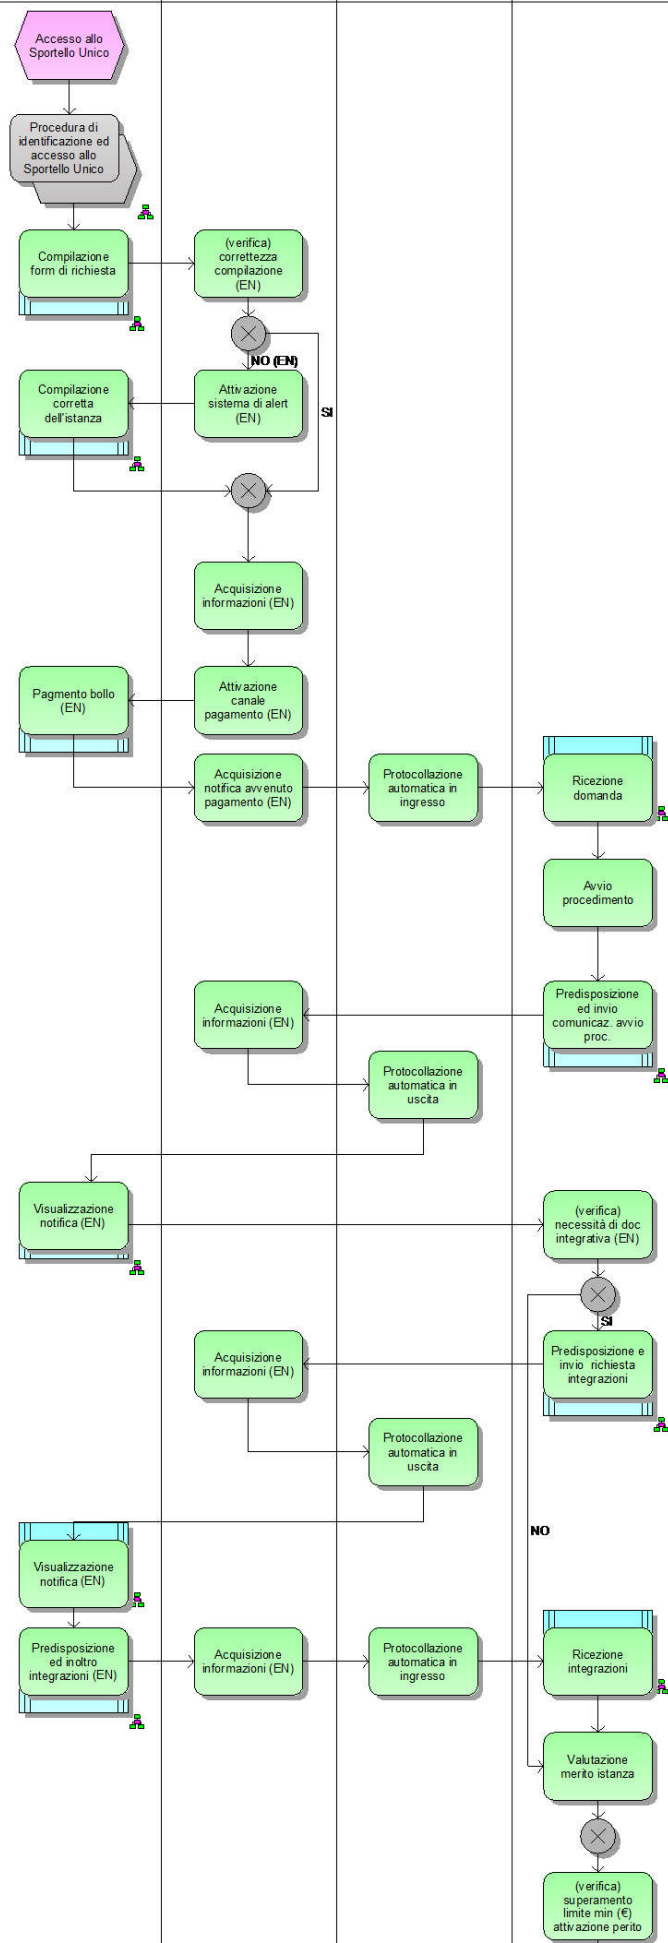 Accesso allo
Sportello Unico
Procedura di
identificazione ed
accesso allo
Sportello Unico
Compilazione
form di richiesta
(verifica)
correttezza
compilazione
(EN)
NO (EN)
SI
Compilazione
corretta
dell'istanza
Attivazione
sistema di alert
(EN)
Acquisizione
informazioni (EN)
Pagmento bollo
(EN)
Attivazione
canale
pagamento (EN)
Acquisizione
notifica avvenuto
pagamento (EN)
Protocollazione
automatica in
ingresso
Ricezione
domanda
Avvio
procedimento
Acquisizione
informazioni (EN)
Predisposizione
ed invio
comunicaz. avvio
proc.
Protocollazione
automatica in
uscita
Visualizzazione
notifica (EN)
(verifica)
necessità di doc
integrativa (EN)
SI
Acquisizione
informazioni (EN)
Predisposizione e
invio richiesta
integrazioni
Protocollazione
automatica in
uscita
NO
Visualizzazione
notifica (EN)
Predisposizione
ed inoltro
integrazioni (EN)
Acquisizione
informazioni (EN)
Protocollazione
automatica in
ingresso
Ricezione
integrazioni
Valutazione
merito istanza
(verifica)
superamento
limite min (€)
attivazione perito